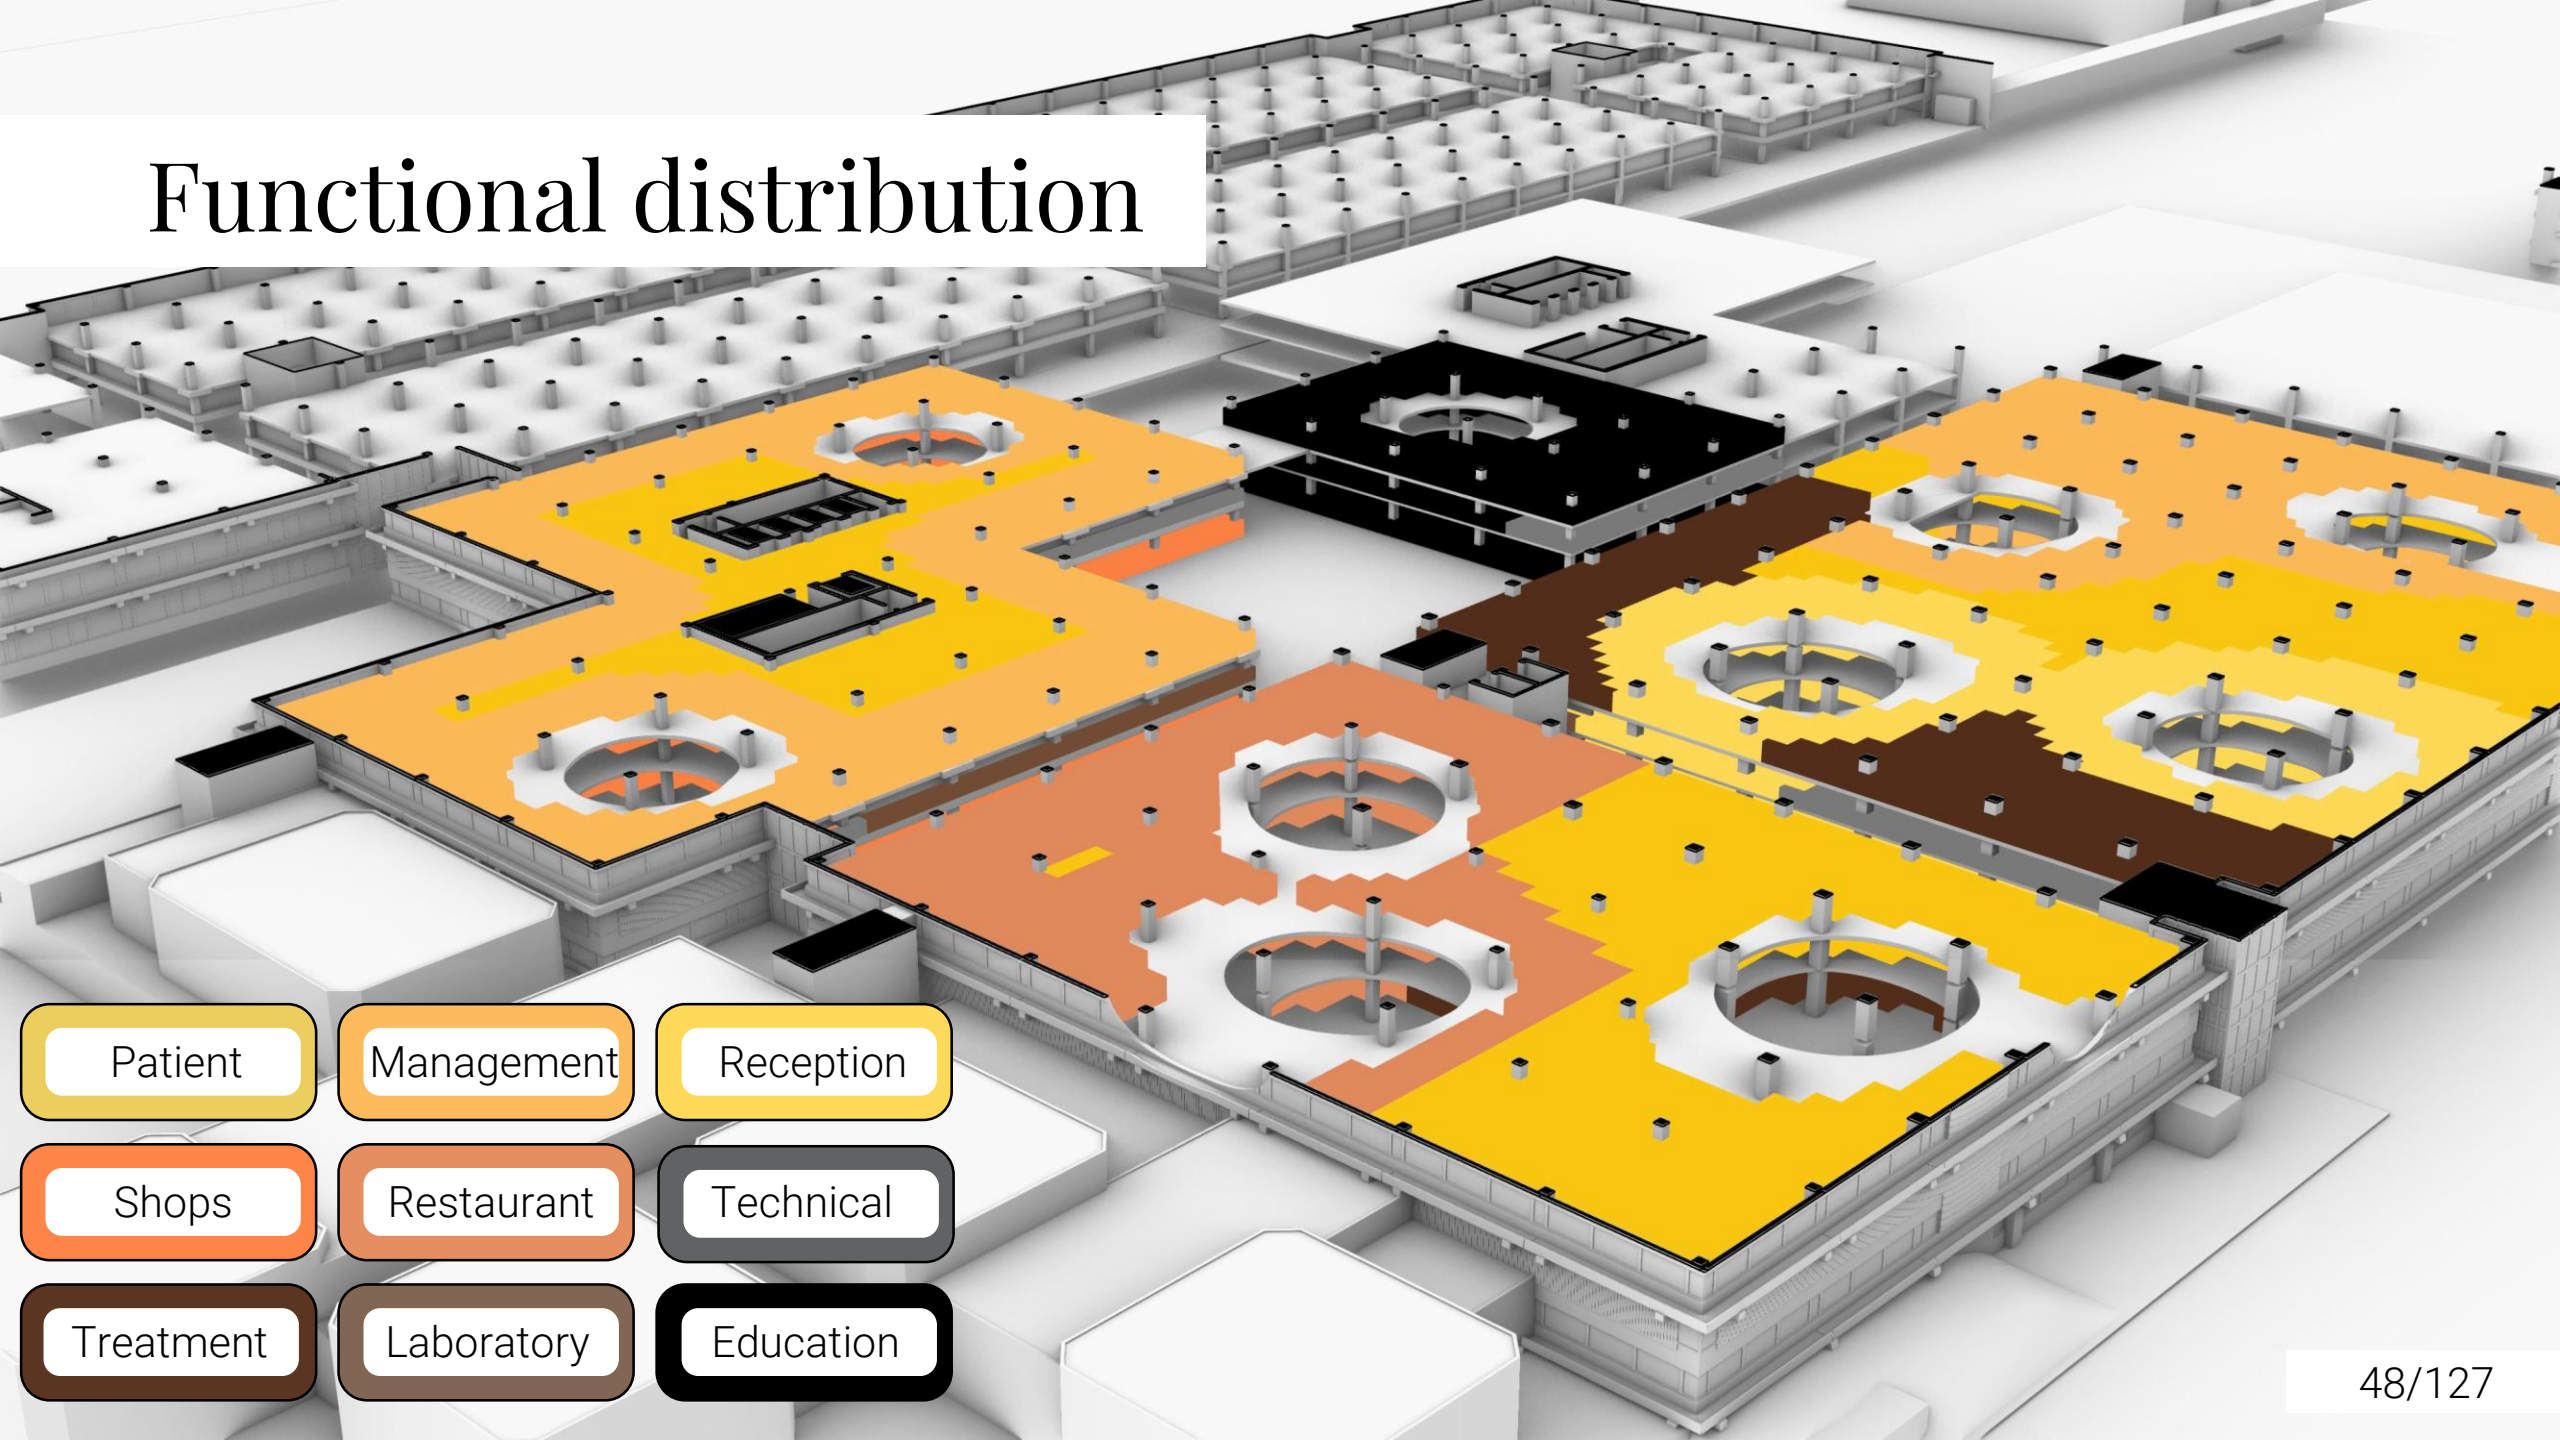 Functional distribution
Patient
Management
Reception
Shops
Restaurant
Technical
Treatment
Laboratory
Education
48/127